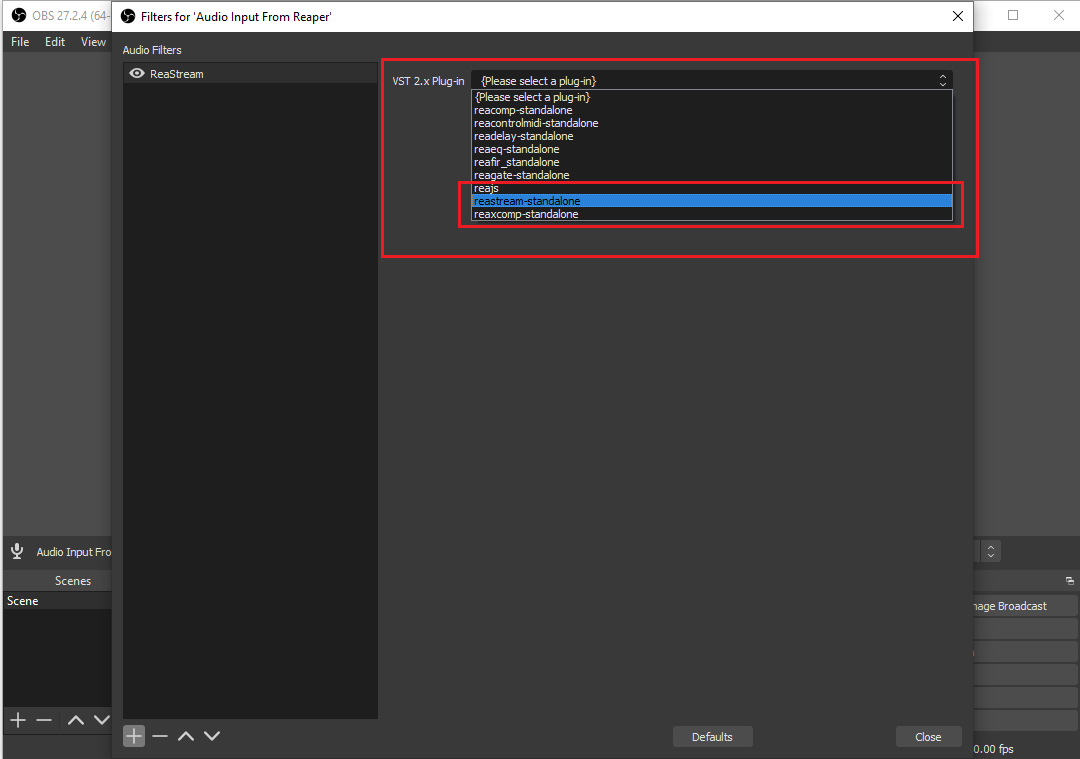 OBS 27.2.4 (64-
Filters for 'Audio Input From Reaper'
File Edit View
Audio Filters
ReaStream
VST 2.x Plug-in
{Please select a plug-in}
{Please select a plug-in}
reacomp-standalone
reacontrolmidi-standalone
readelay-standalone
reaeq-standalone
reafir_standalone
reagate-standalone
reajs
reastream-standalone
reaxcomp-standalone
Audio Input Fro
Scenes
Scene
nage Broadcast
Defaults
Close
0.00 fps